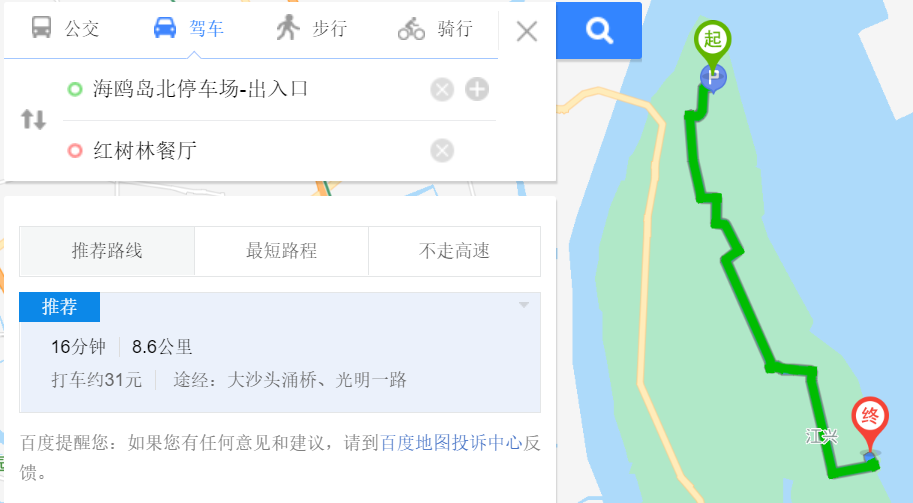 公交 驾车 步行 骑行
海鸥岛北停车场-出入口
红树林餐厅
推荐路线 最短路程 不走高速
推荐
16分钟 8.6公里
打车约31元 途经：大沙头涌桥、光明一路
百度提醒您：如果您有任何意见和建议，请到百度地图投诉中心反
馈。
起
P
终
江兴